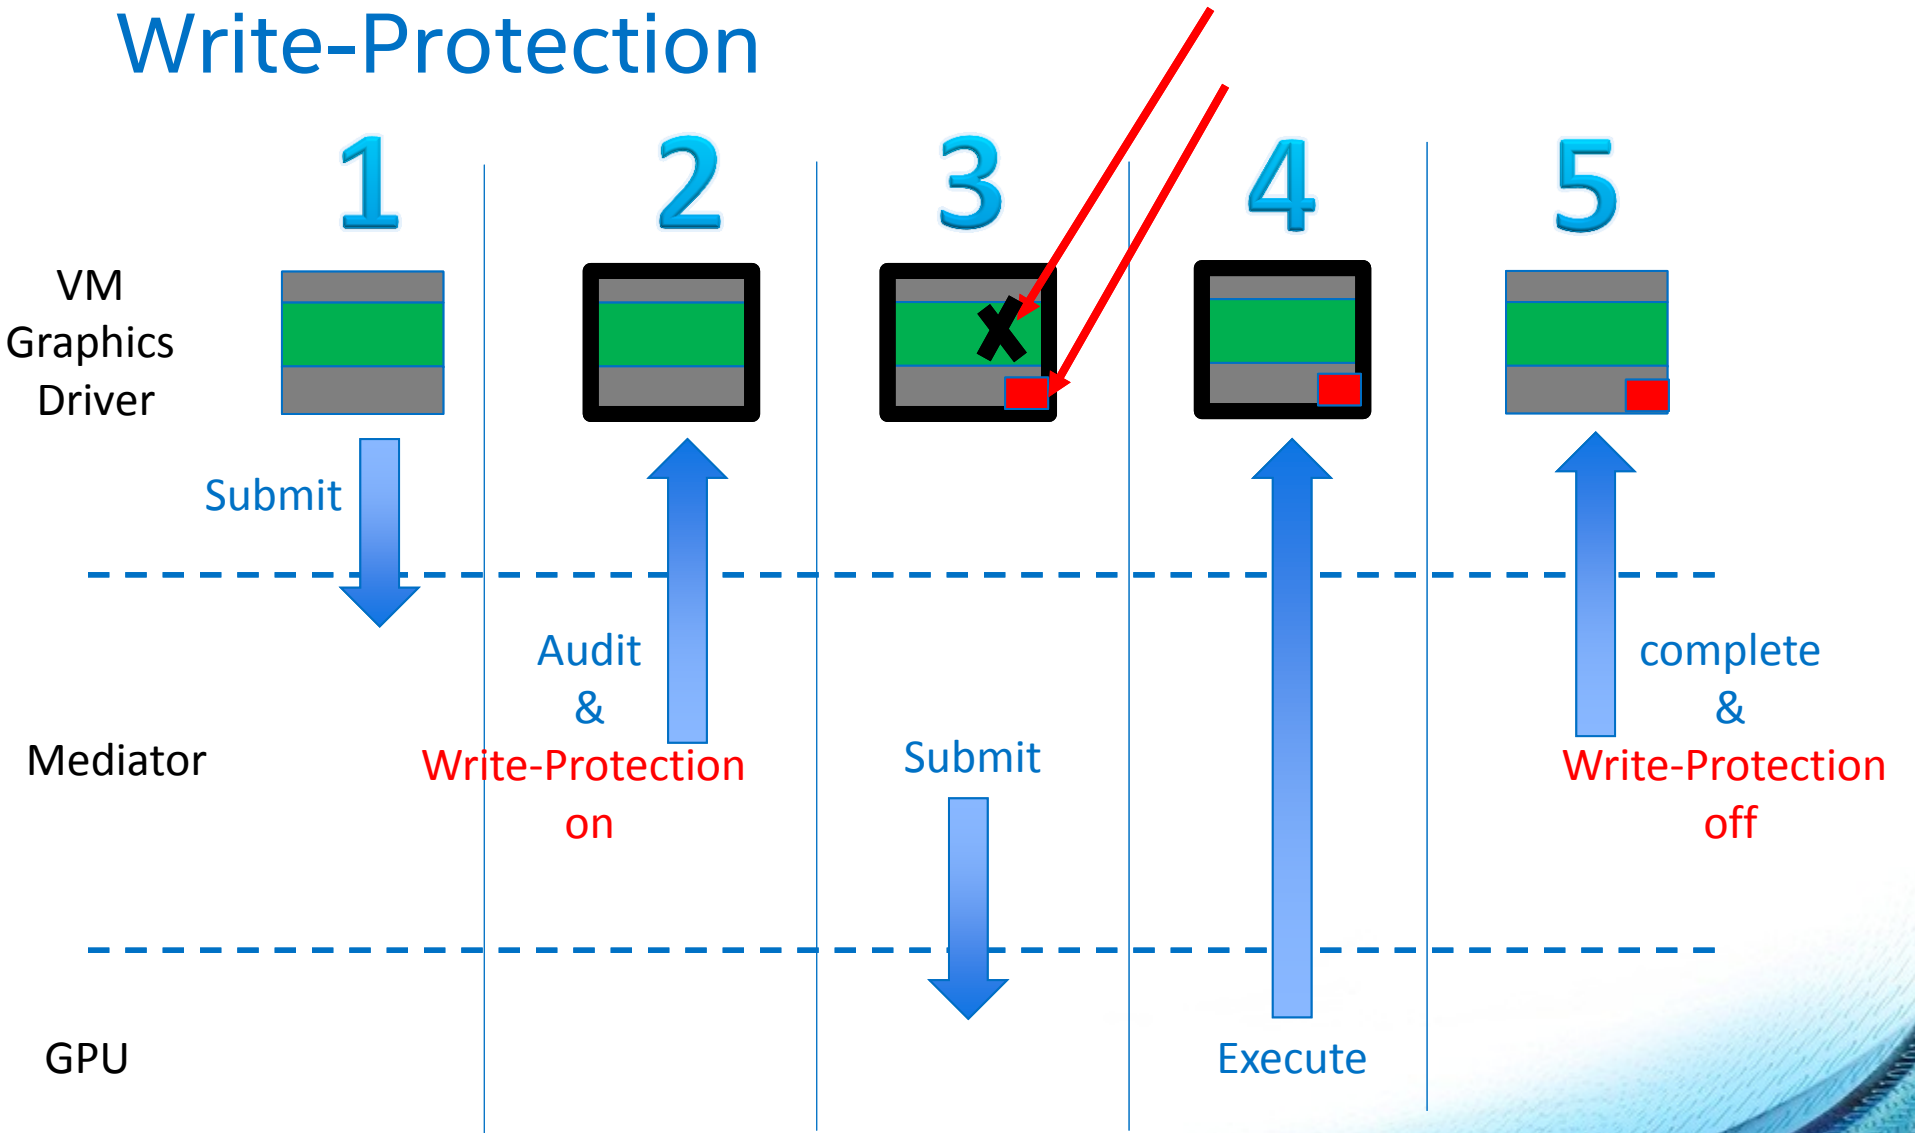 Write-Protection
1 2 3 4 5
VM
Graphics
Driver
Submit
Audit
&
Write-Protection
on
Submit
complete
&
Write-Protection
off
Mediator
GPU
Execute